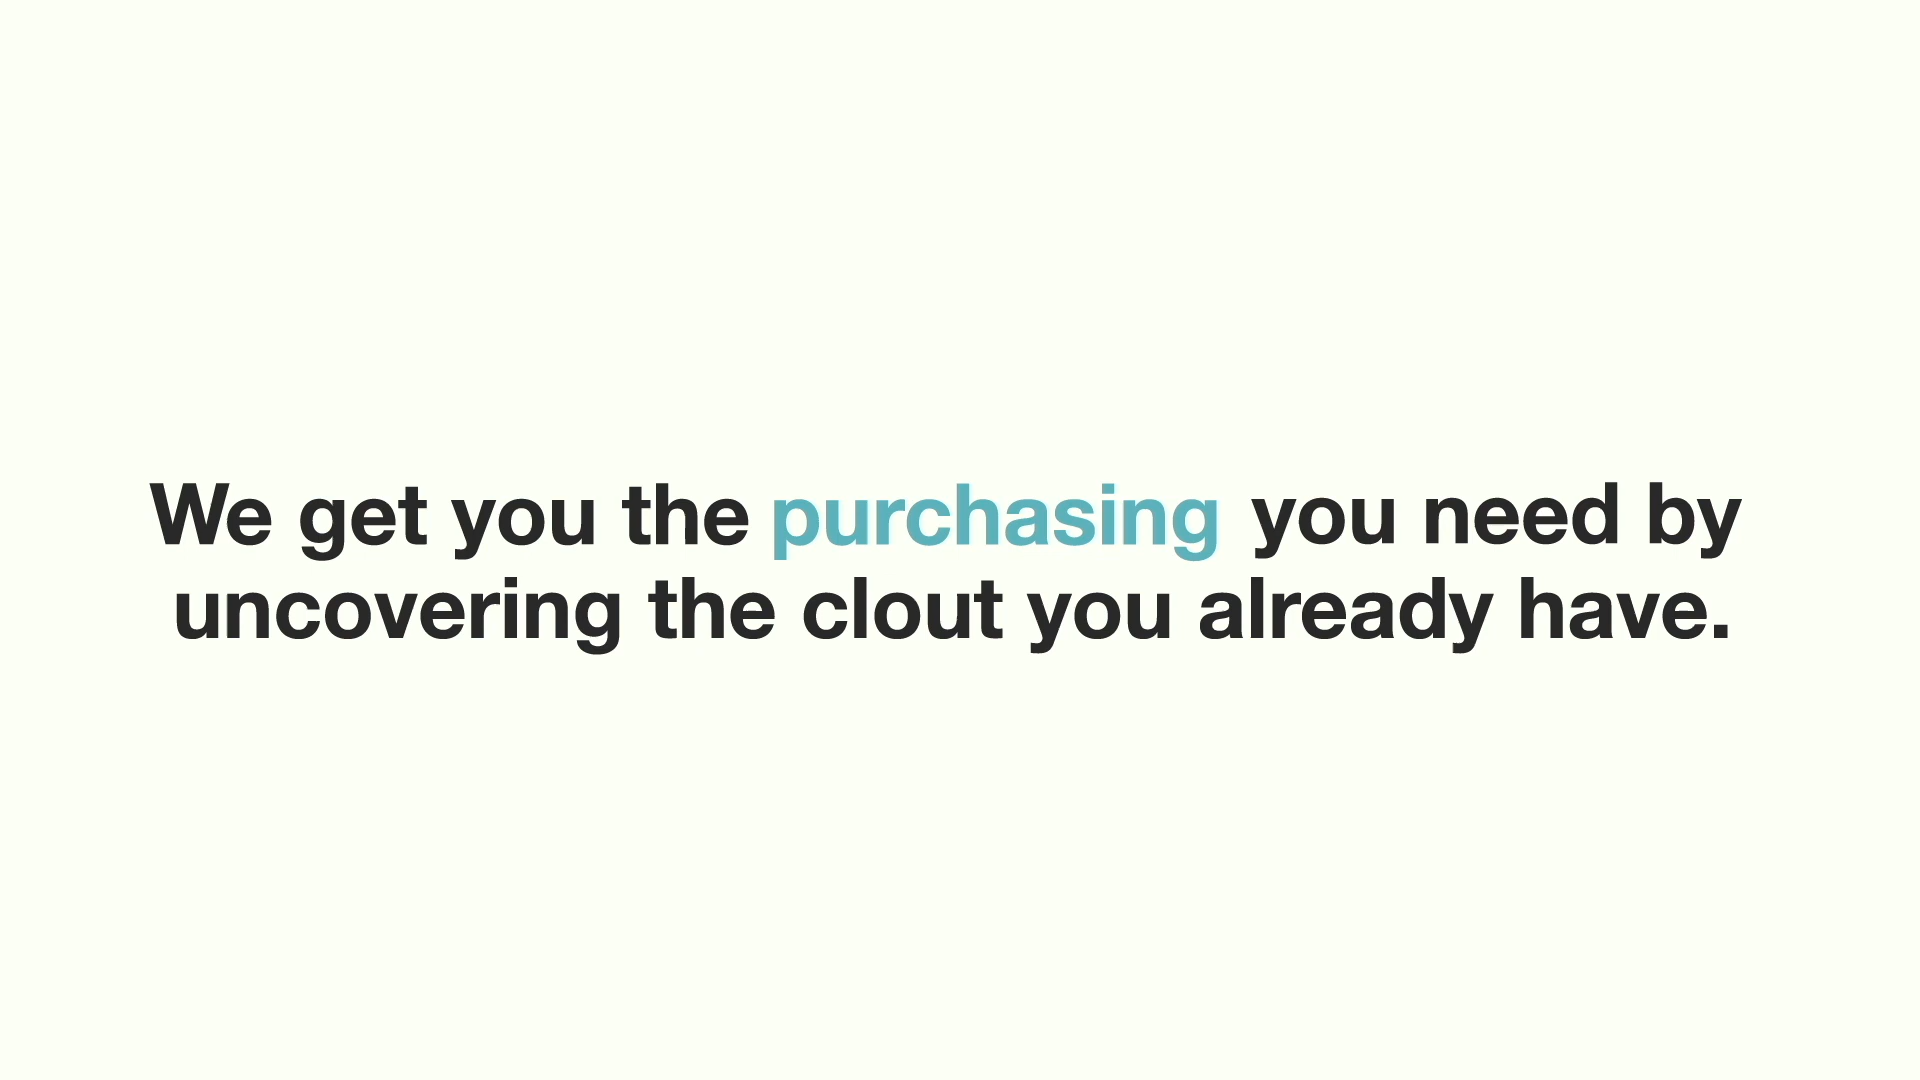 We get you the purchasing you need by
uncovering the clout you already have.